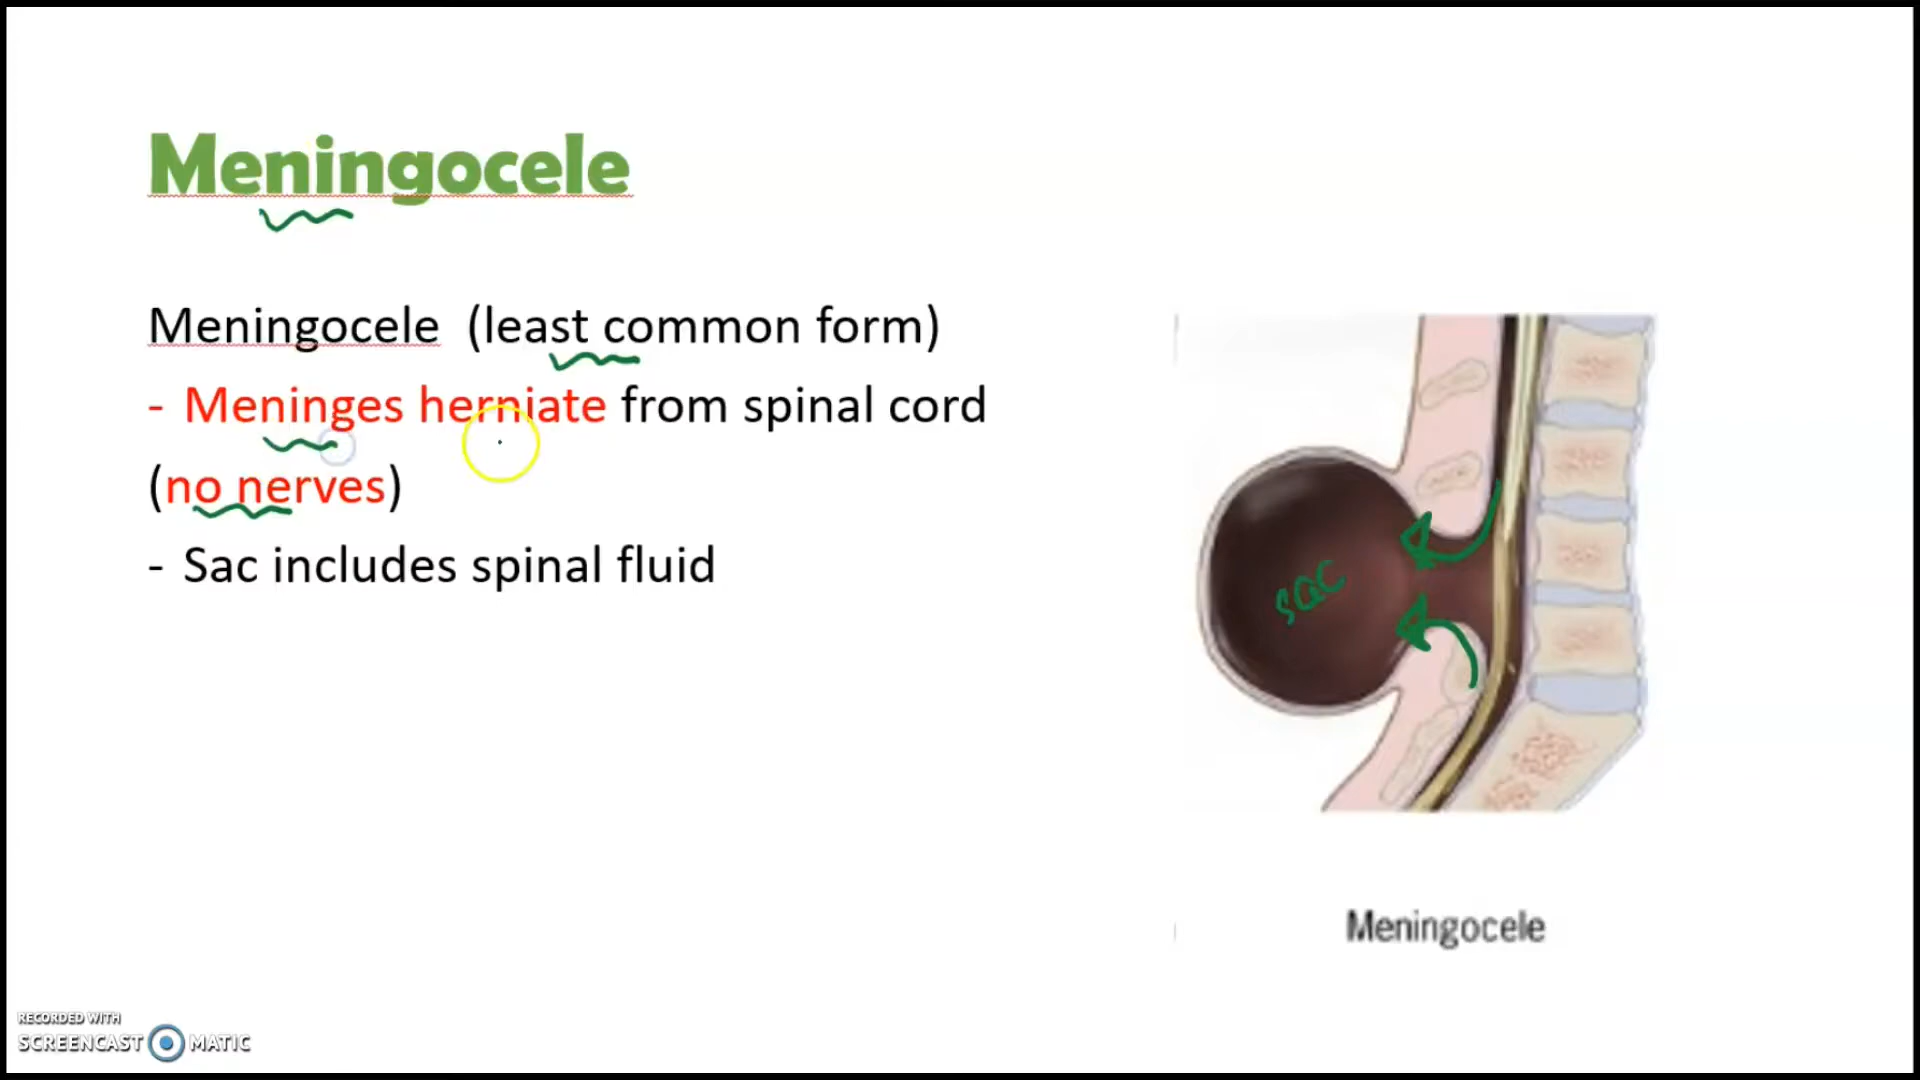 Meningocele
Meningocele (least common form)
- Meninges herniate from spinal cord
(no nerves)
- Sac includes spinal fluid
sac
Meningocele
RECORDED WITH
SCREENCAST MATIC